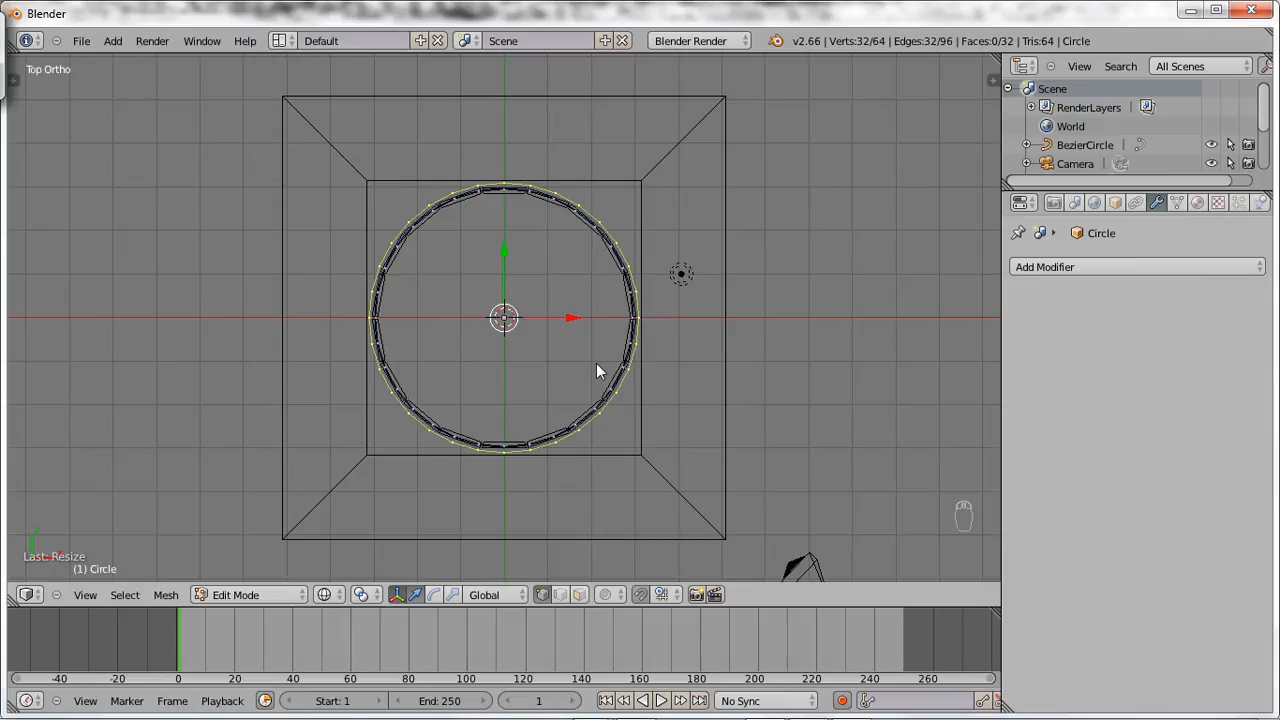 Blender
File Add Render Window Help Default Scene Blender Render v2.66 | Verts:32/64 | Edges:32/96 | Faces:0/32 | Tris:64 | Circle
View Search All Scenes
Top Ortho
Scene
RenderLayers
World
BezierCircle
Camera
Circle
Add Modifier
Last: Resize
(1) Circle
View Select Mesh Edit Mode Global
-40 -20 0 20 40 60 80 100 120 140 160 180 200 220 240 260
View Marker Frame Playback Start: 1 End: 250 1 No Sync